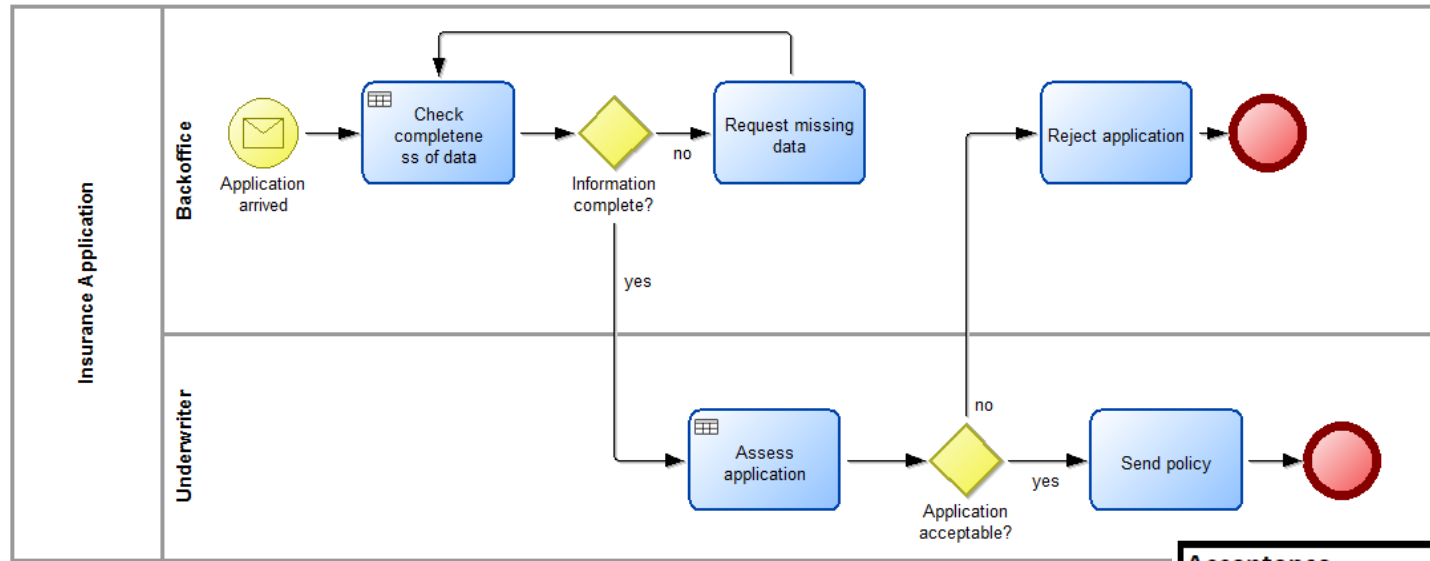 Insurance Application
Backoffice
Application
arrived
Check
completene
ss of data
Information
complete?
no
Request missing
data
yes
Reject application
Underwriter
Assess
application
Application
acceptable?
no
yes
Send policy